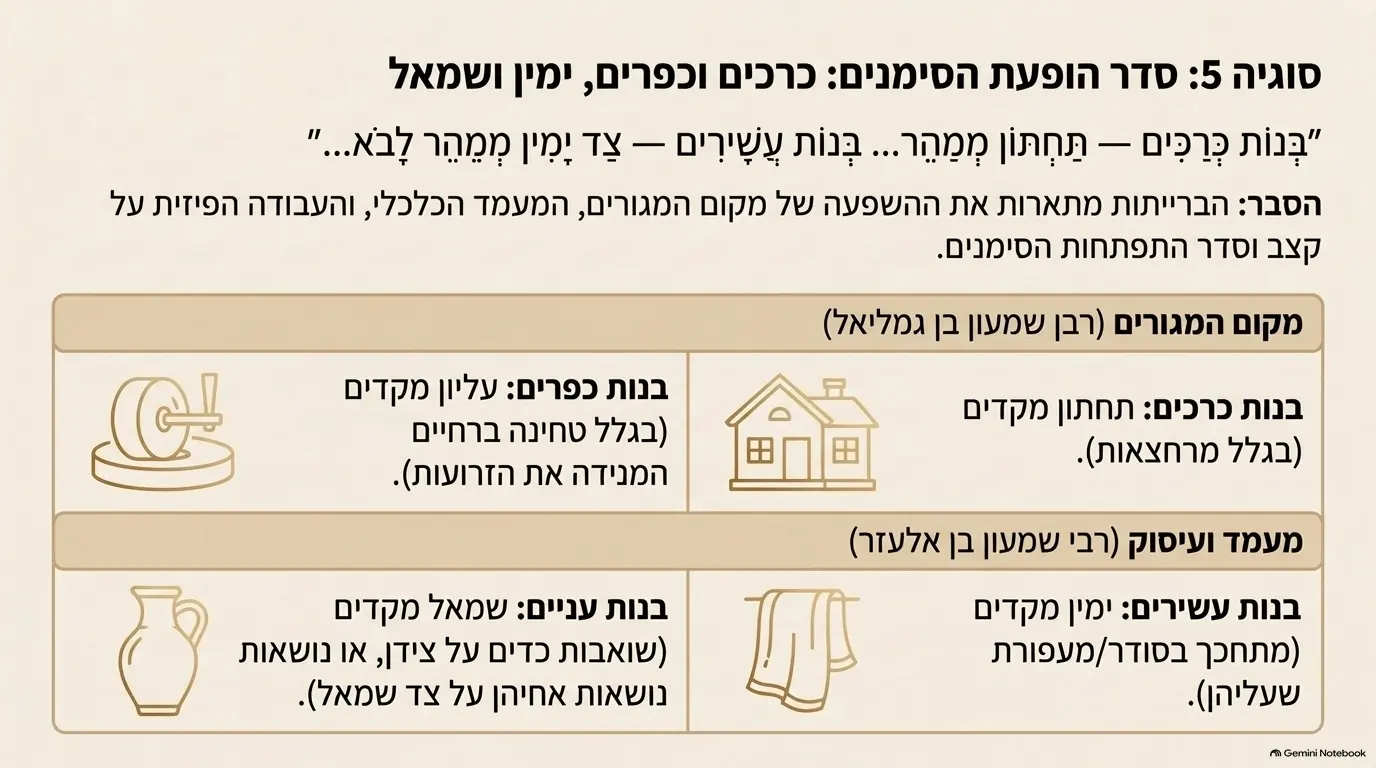 סוגיה 5: סדר הופעת הסימנים: כרכים וכפרים, ימין ושמאל
"בְּנוֹת כְּרַכִּים — תַּחְתּוֹן מְמַהֵר... בְּנוֹת עֲשָׁירִים — צַד יָמִין מְמֵהֵר לָבֹא..."
הסבר: הברייתות מתארות את ההשפעה של מקום המגורים, המעמד הכלכלי, והעבודה הפיזית על
קצב וסדר התפתחות הסימנים.
מקום המגורים (רבן שמעון בן גמליאל)
בנות כרכים: תחתון מקדים
(בגלל מרחצאות).
בנות כפרים: עליון מקדים
(בגלל טחינה ברחיים
המנידה את הזרועות).
מעמד ועיסוק (רבי שמעון בן אלעזר)
בנות עשירים: ימין מקדים
(מתחכך בסודר/מעפורת
שעליהן).
בנות עניים: שמאל מקדים
(שואבות כדים על צידן, או נושאות
נושאות אחיהן על צד שמאל).
Gemini Notebook